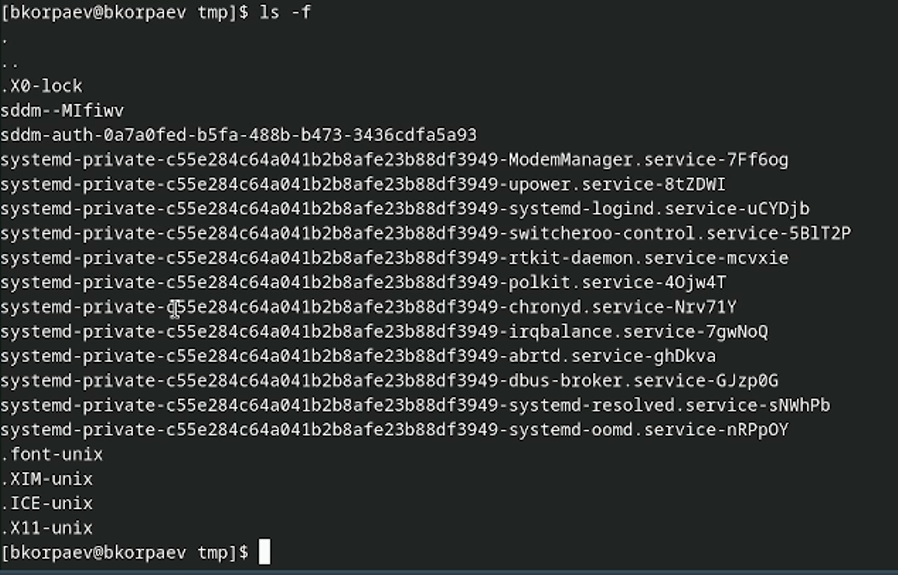 [bkorpaev@bkorpaev tmp]$ ls -f
.
..
.X0-lock
sddm--MIfiwv
sddm-auth-0a7a0fed-b5fa-488b-b473-3436cdfa5a93
systemd-private-c55e284c64a041b2b8afe23b88df3949-ModemManager.service-7Ff6og
systemd-private-c55e284c64a041b2b8afe23b88df3949-upower.service-8tZDWI
systemd-private-c55e284c64a041b2b8afe23b88df3949-systemd-logind.service-uCYDjb
systemd-private-c55e284c64a041b2b8afe23b88df3949-switcheroo-control.service-5BlT2P
systemd-private-c55e284c64a041b2b8afe23b88df3949-rtkit-daemon.service-mcvxie
systemd-private-c55e284c64a041b2b8afe23b88df3949-polkit.service-4Ojw4T
systemd-private-c55e284c64a041b2b8afe23b88df3949-chronyd.service-Nrv71Y
systemd-private-c55e284c64a041b2b8afe23b88df3949-irqbalance.service-7gwNoQ
systemd-private-c55e284c64a041b2b8afe23b88df3949-abrtd.service-ghDkva
systemd-private-c55e284c64a041b2b8afe23b88df3949-dbus-broker.service-GJzp0G
systemd-private-c55e284c64a041b2b8afe23b88df3949-systemd-resolved.service-sNWhPb
systemd-private-c55e284c64a041b2b8afe23b88df3949-systemd-oomd.service-nRPpOY
.font-unix
.XIM-unix
.ICE-unix
.X11-unix
[bkorpaev@bkorpaev tmp]$